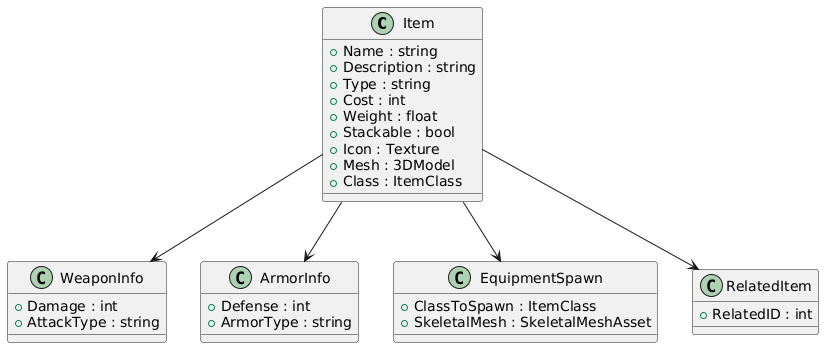 C Item
Name : string
Description : string
Type : string
Cost : int
Weight : float
Stackable : bool
Icon : Texture
Mesh : 3DModel
Class : ItemClass
C WeaponInfo
Damage : int
AttackType : string
C ArmorInfo
Defense : int
ArmorType : string
C EquipmentSpawn
ClassToSpawn : ItemClass
SkeletalMesh : SkeletalMeshAsset
C RelatedItem
RelatedID : int